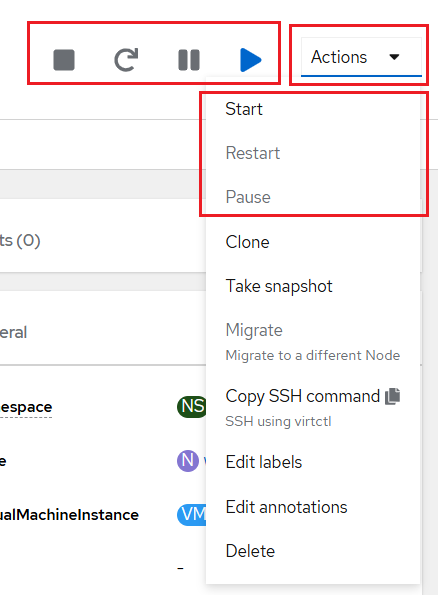 Actions
Start
Restart
Pause
ts (0)
Clone
Take snapshot
eral
Migrate
Migrate to a different Node
Copy SSH command
espace
NS
SSH using virtctl
e
N
Edit labels
ualMachineInstance
VM
Edit annotations
Delete
-